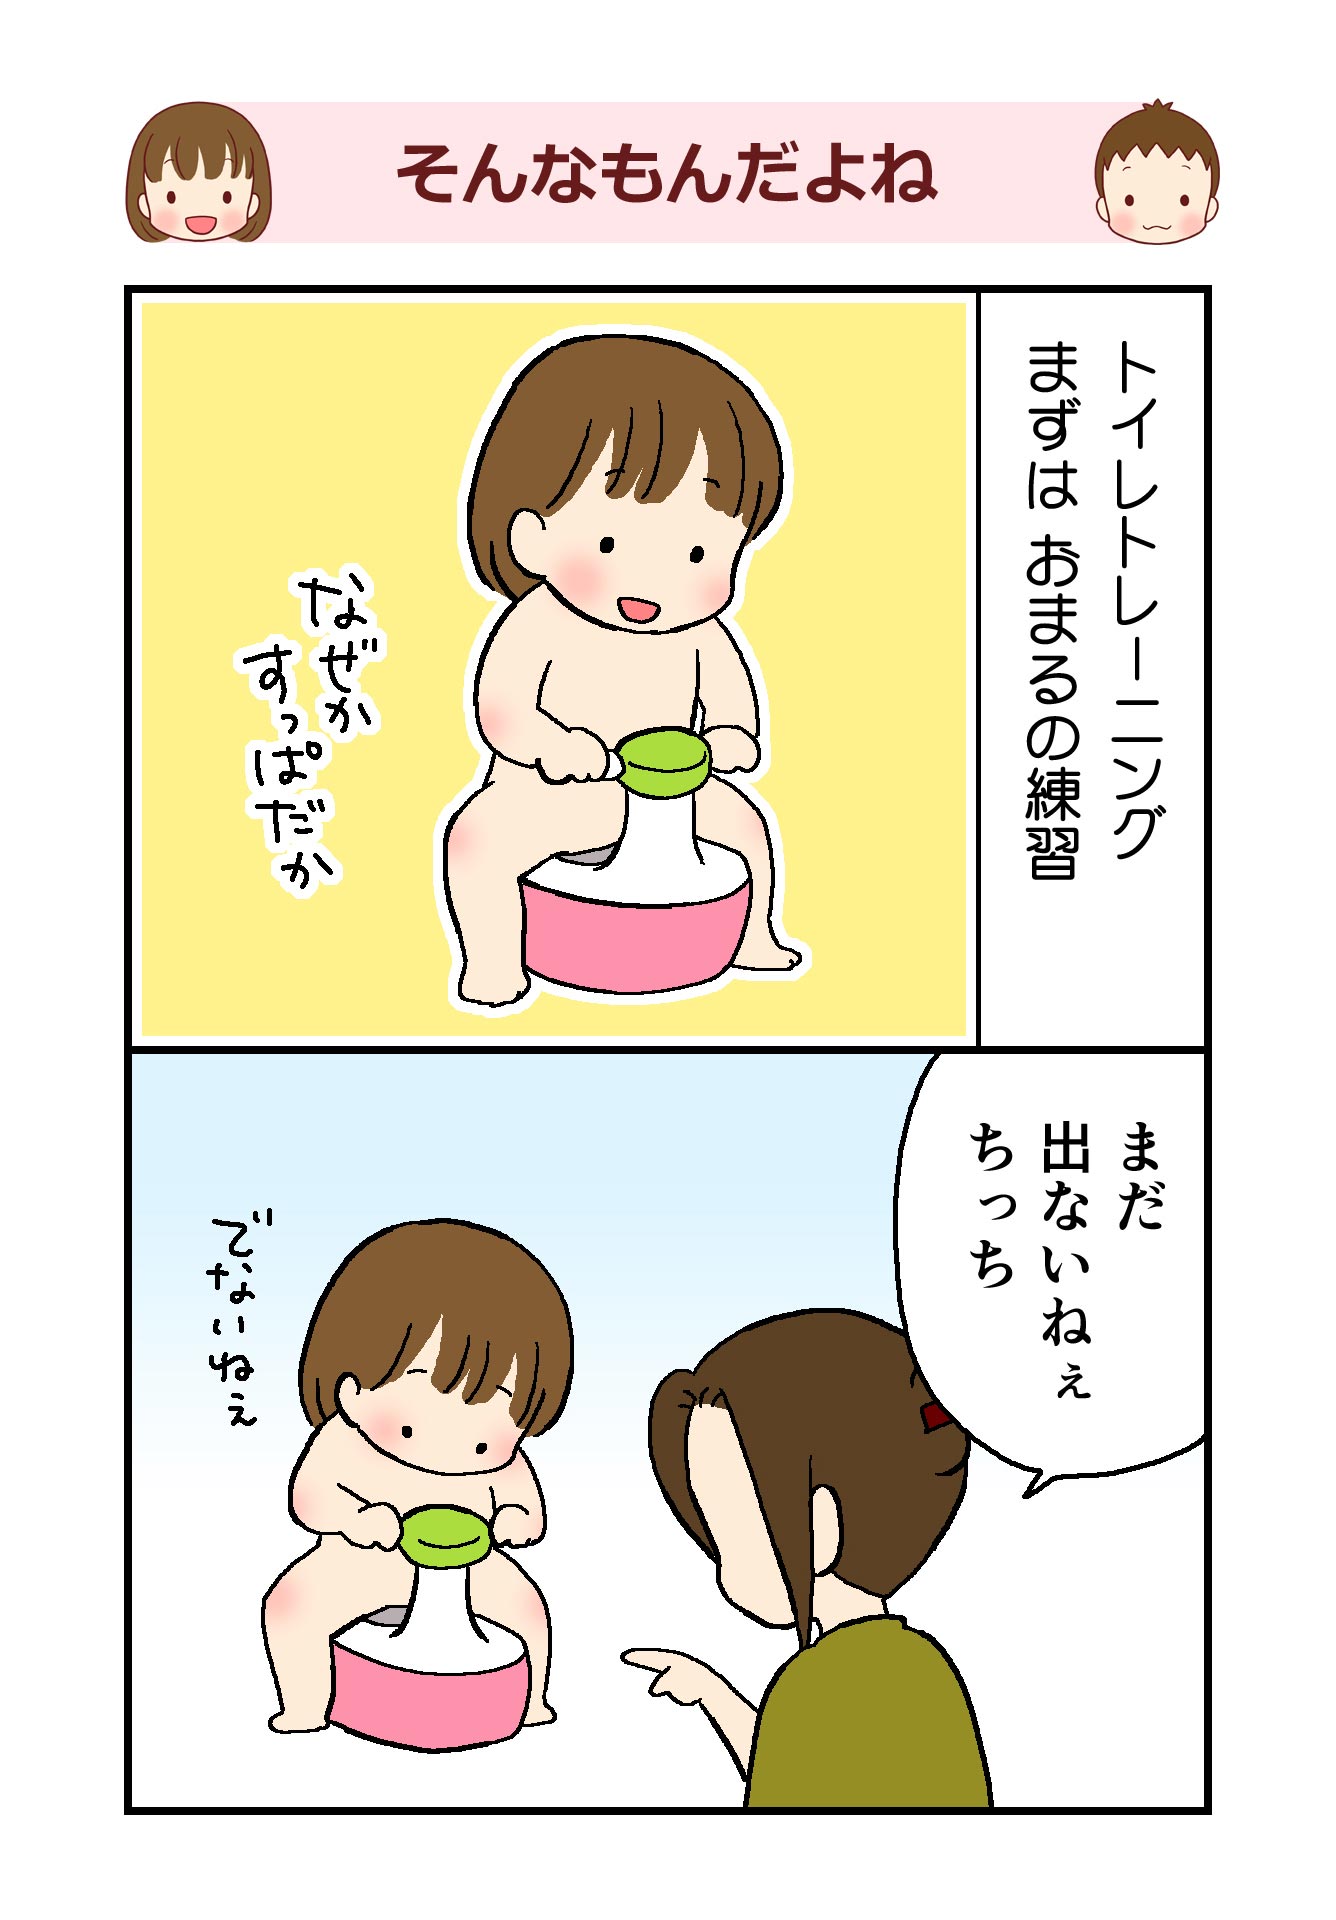 そんなもんだよね
トイレトレーニング
まずは おまるの練習
なぜか
すっぱだか
まだ
出ないねぇ
ちっち
でないねぇ